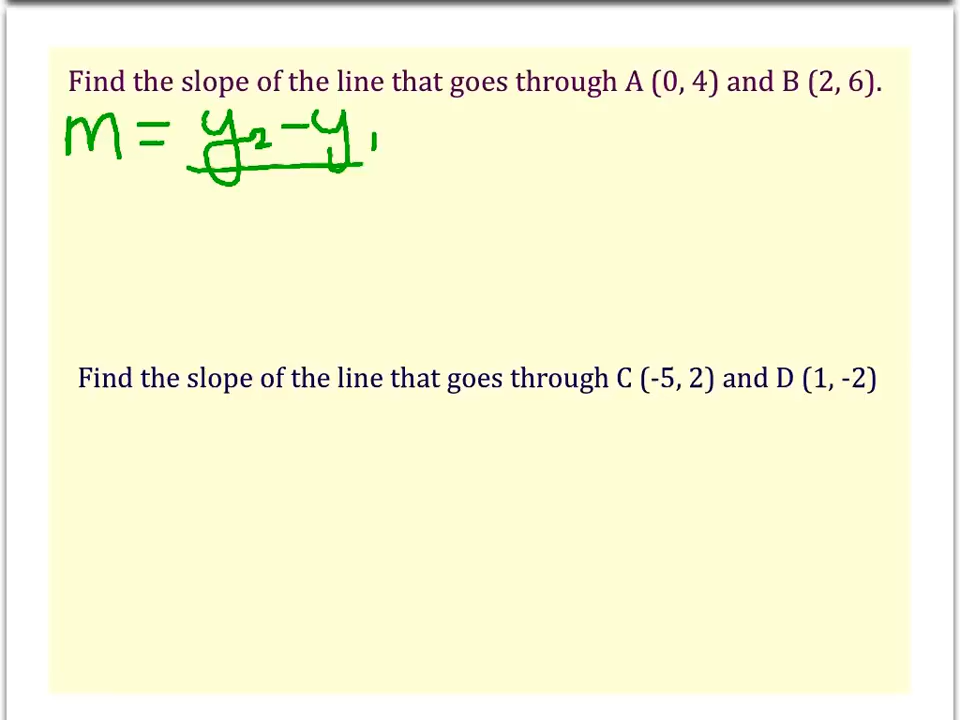 Find the slope of the line that goes through A (0, 4) and B (2, 6).
m = y₂ - y₁
Find the slope of the line that goes through C (-5, 2) and D (1, -2)